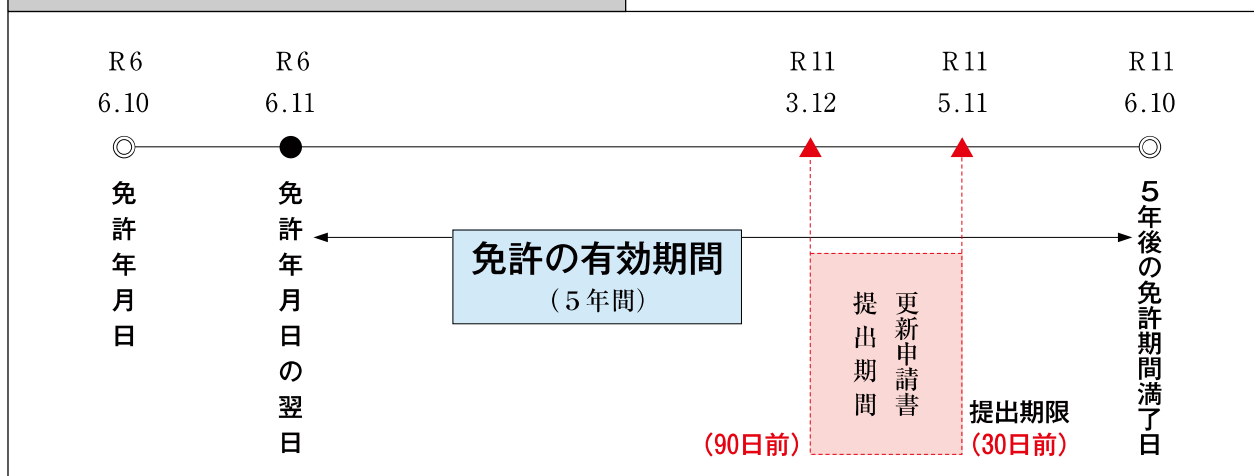 R6
6.10
R6
6.11
R11
3.12
R11
5.11
R11
6.10
免許年月日
免許年月日の翌日
免許の有効期間
(５年間)
更新申請書
提出期間
(90日前)
提出期限
(30日前)
５年後の免許期間満了日